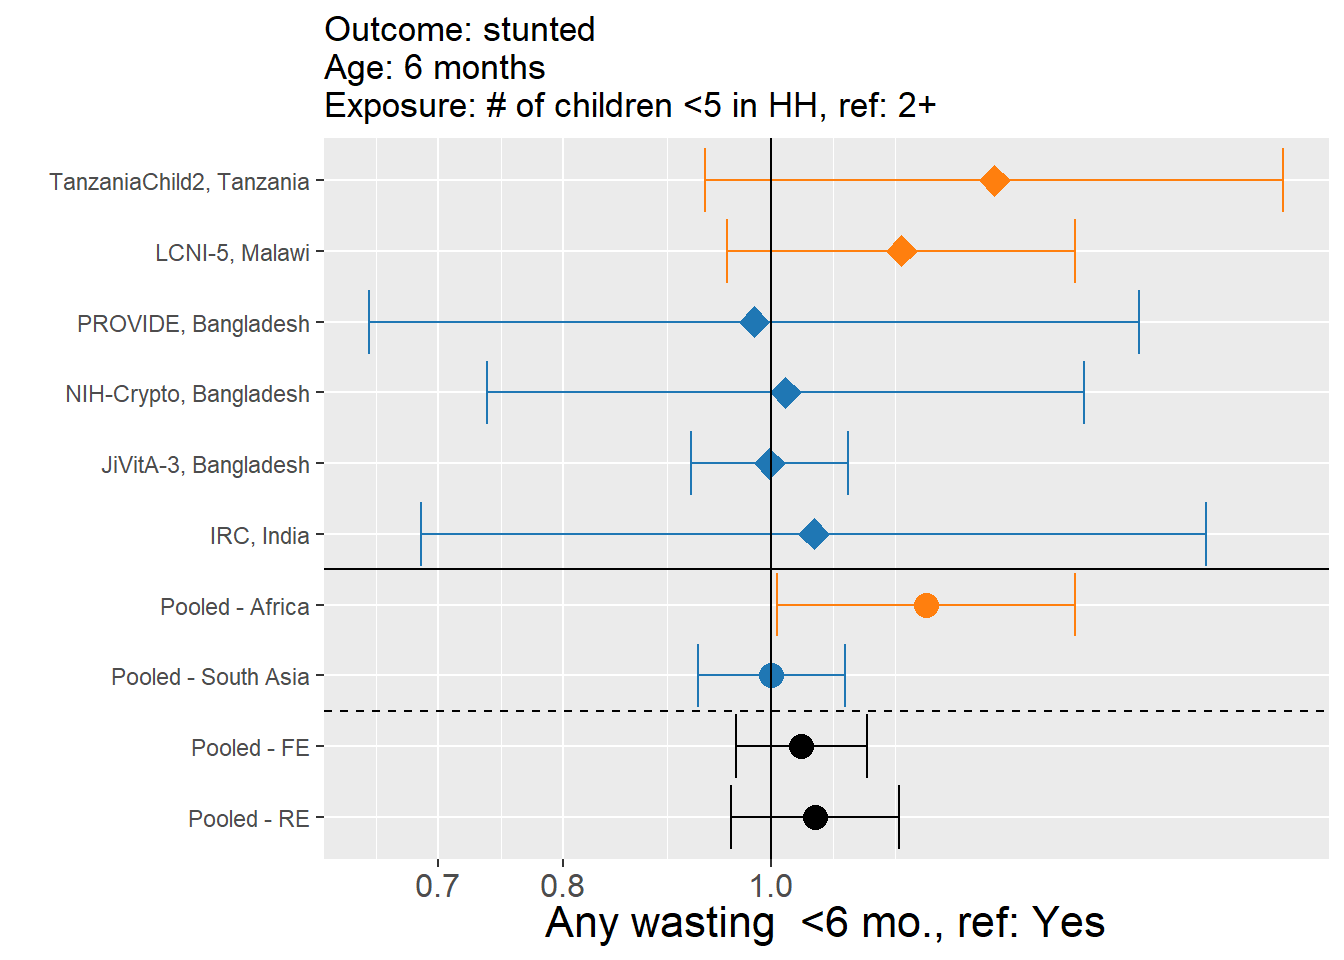 Outcome: stunted
Age: 6 months
Exposure: # of children <5 in HH, ref: 2+
TanzaniaChild2, Tanzania
LCNI-5, Malawi
PROVIDE, Bangladesh
NIH-Crypto, Bangladesh
JiVitA-3, Bangladesh
IRC, India
Pooled - Africa
Pooled - South Asia
Pooled - FE
Pooled - RE
0.7 0.8 1.0
Any wasting  <6 mo., ref: Yes